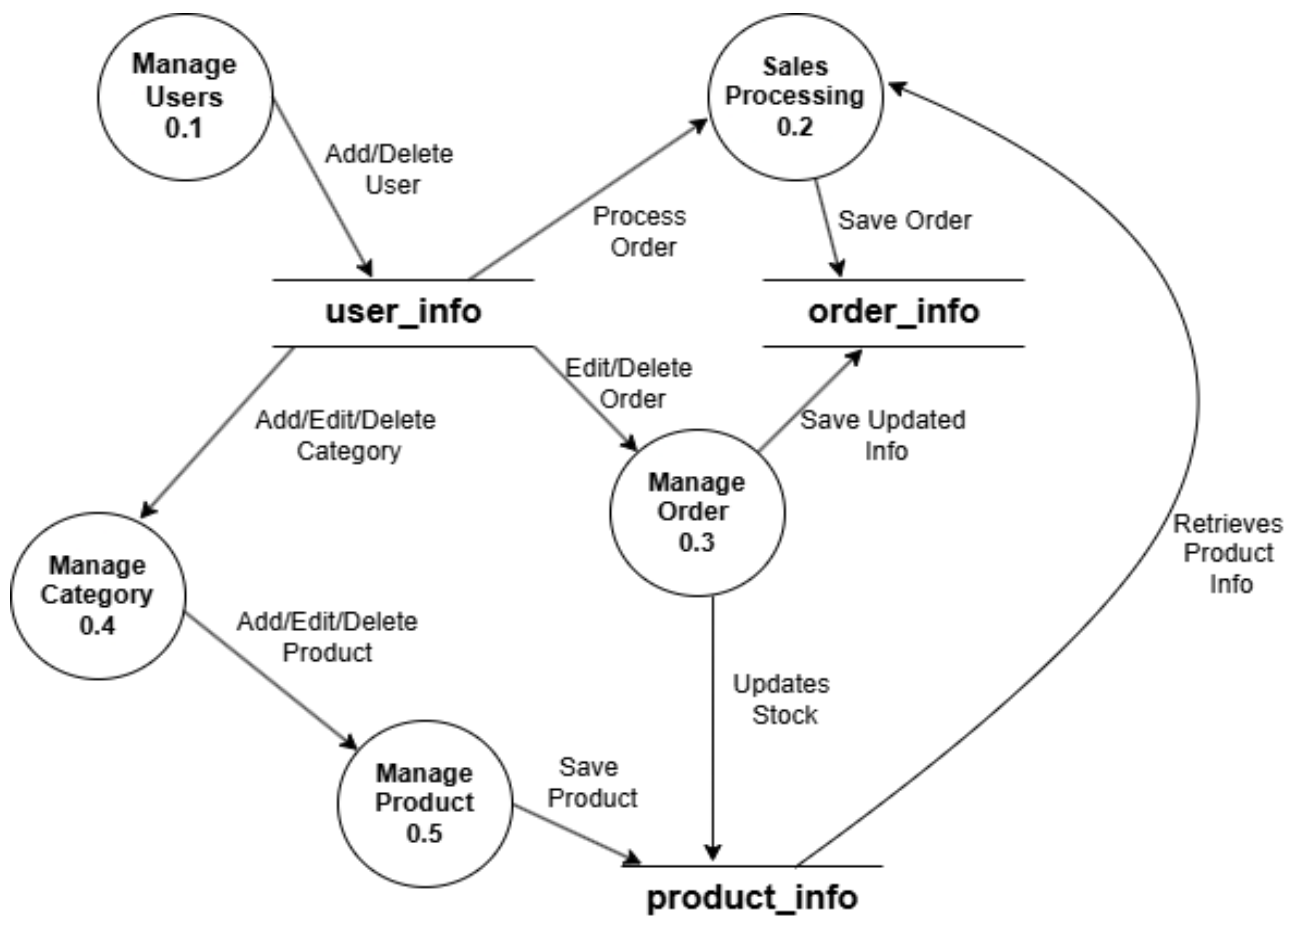 Manage
Users
0.1
Sales
Processing
0.2
Add/Delete
User
Process
Order
Save Order
user_info
order_info
Edit/Delete
Order
Add/Edit/Delete
Category
Save Updated
Info
Manage
Order
0.3
Retrieves
Product
Info
Manage
Category
0.4
Add/Edit/Delete
Product
Updates
Stock
Manage
Product
0.5
Save
Product
product_info